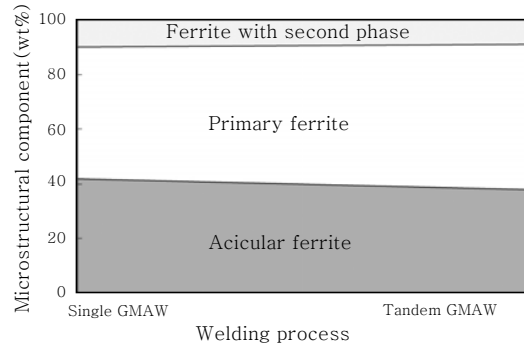 Microstructural component(wt%)
100
80
60
40
20
0
Ferrite with second phase
Primary ferrite
Acicular ferrite
Single GMAW
Tandem GMAW
Welding process